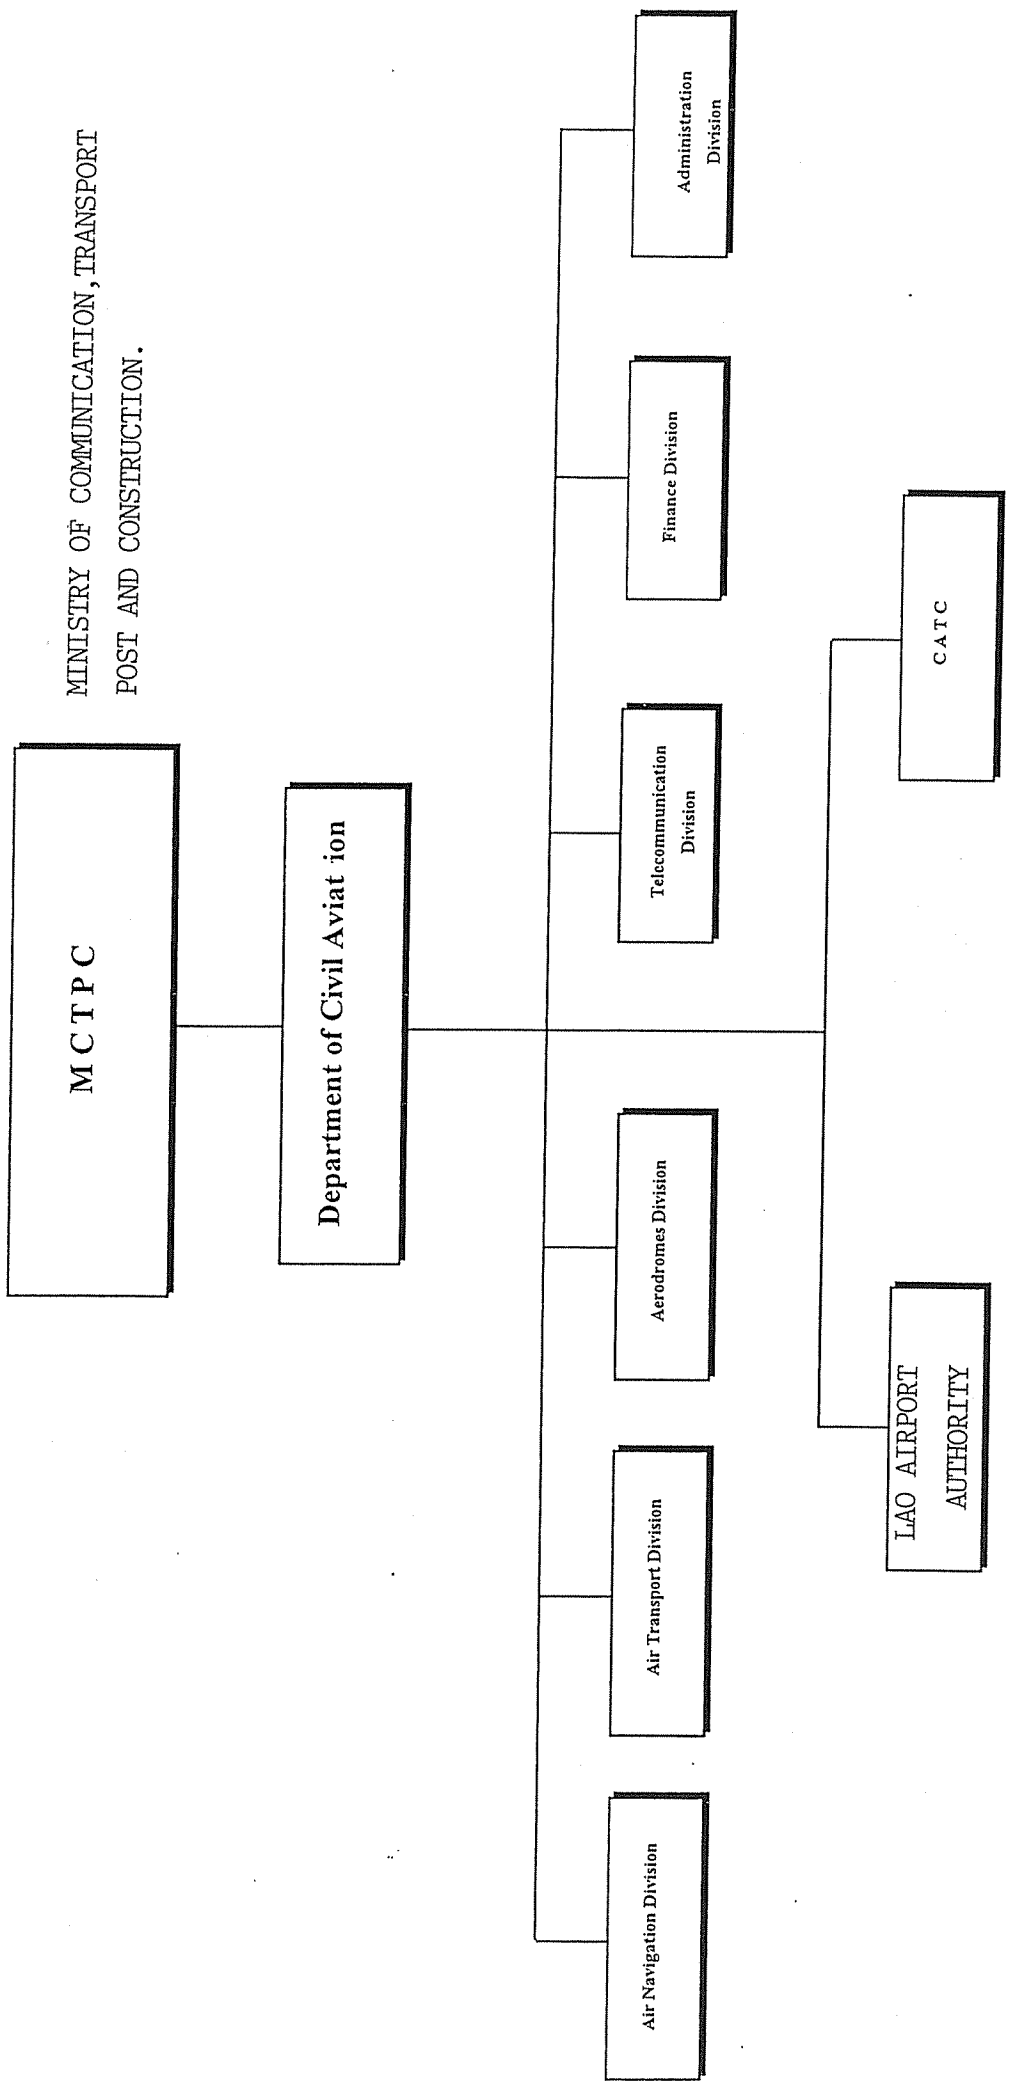 MINISTRY OF COMMUNICATION,TRANSPORT
POST AND CONSTRUCTION.
M C T P C
Department of Civil Aviat ion
Air Navigation Division
Air Transport Division
Aerodromes Division
Telecommunication
Division
Finance Division
Administration
Division
LAO AIRPORT
AUTHORITY
C A T C